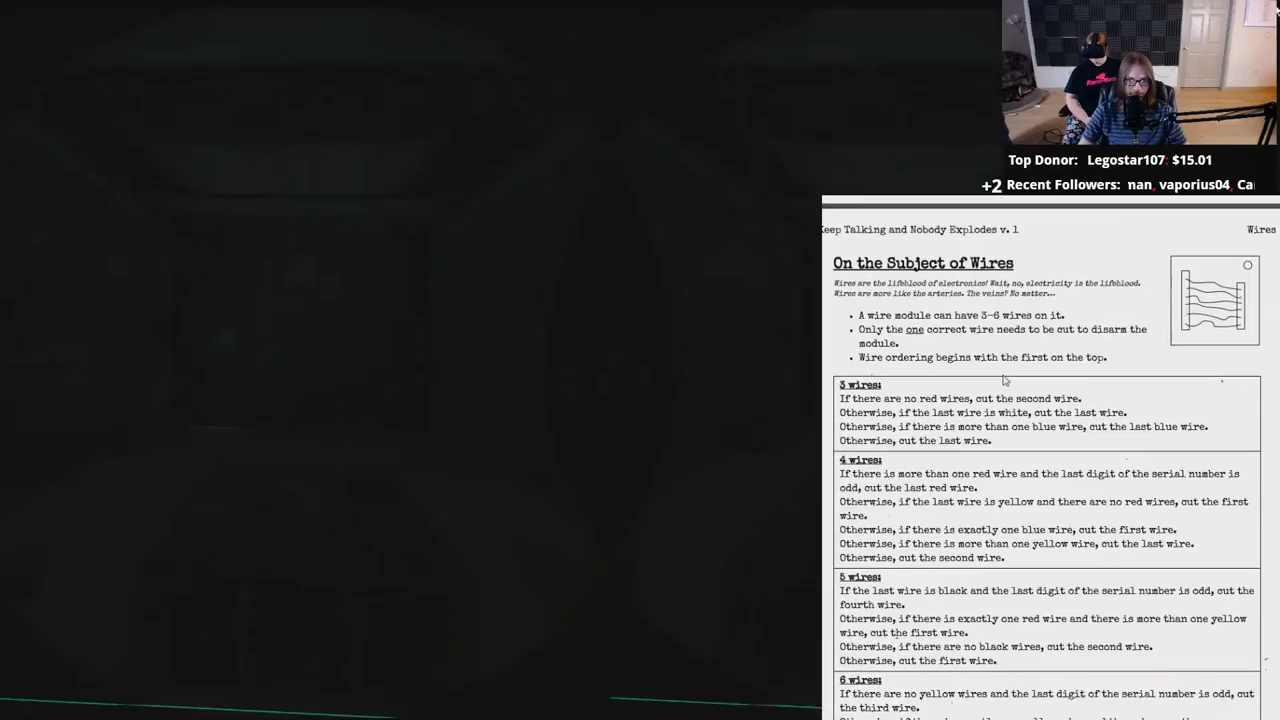 Top Donor: Legostar107: $15.01
+2 Recent Followers: nan, vaporius04, Ca
Keep Talking and Nobody Explodes v. 1
Wires
On the Subject of Wires
Wires are the lifeblood of electronics! Wait, no, electricity is the lifeblood.
Wires are more like the arteries. The veins? No matter...
• A wire module can have 3-6 wires on it.
• Only the one correct wire needs to be cut to disarm the
module.
• Wire ordering begins with the first on the top.
3 wires:
If there are no red wires, cut the second wire.
Otherwise, if the last wire is white, cut the last wire.
Otherwise, if there is more than one blue wire, cut the last blue wire.
Otherwise, cut the last wire.
4 wires:
If there is more than one red wire and the last digit of the serial number is
odd, cut the last red wire.
Otherwise, if the last wire is yellow and there are no red wires, cut the first
wire.
Otherwise, if there is exactly one blue wire, cut the first wire.
Otherwise, if there is more than one yellow wire, cut the last wire.
Otherwise, cut the second wire.
5 wires:
If the last wire is black and the last digit of the serial number is odd, cut the
fourth wire.
Otherwise, if there is exactly one red wire and there is more than one yellow
wire, cut the first wire.
Otherwise, if there are no black wires, cut the second wire.
Otherwise, cut the first wire.
6 wires:
If there are no yellow wires and the last digit of the serial number is odd, cut
the third wire.